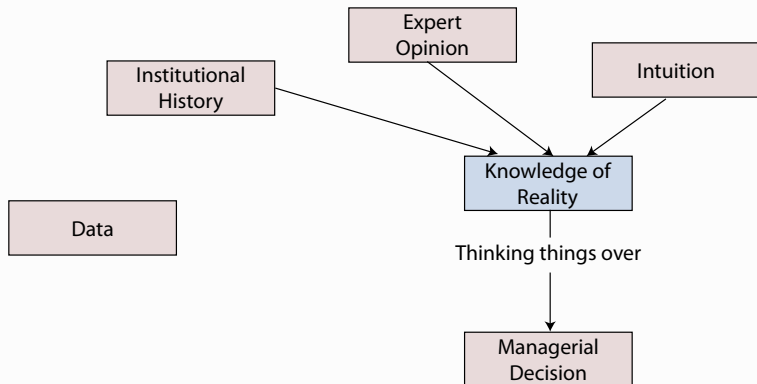 Expert
Opinion
Institutional
History
Intuition
Knowledge of
Reality
Data
Thinking things over
Managerial
Decision